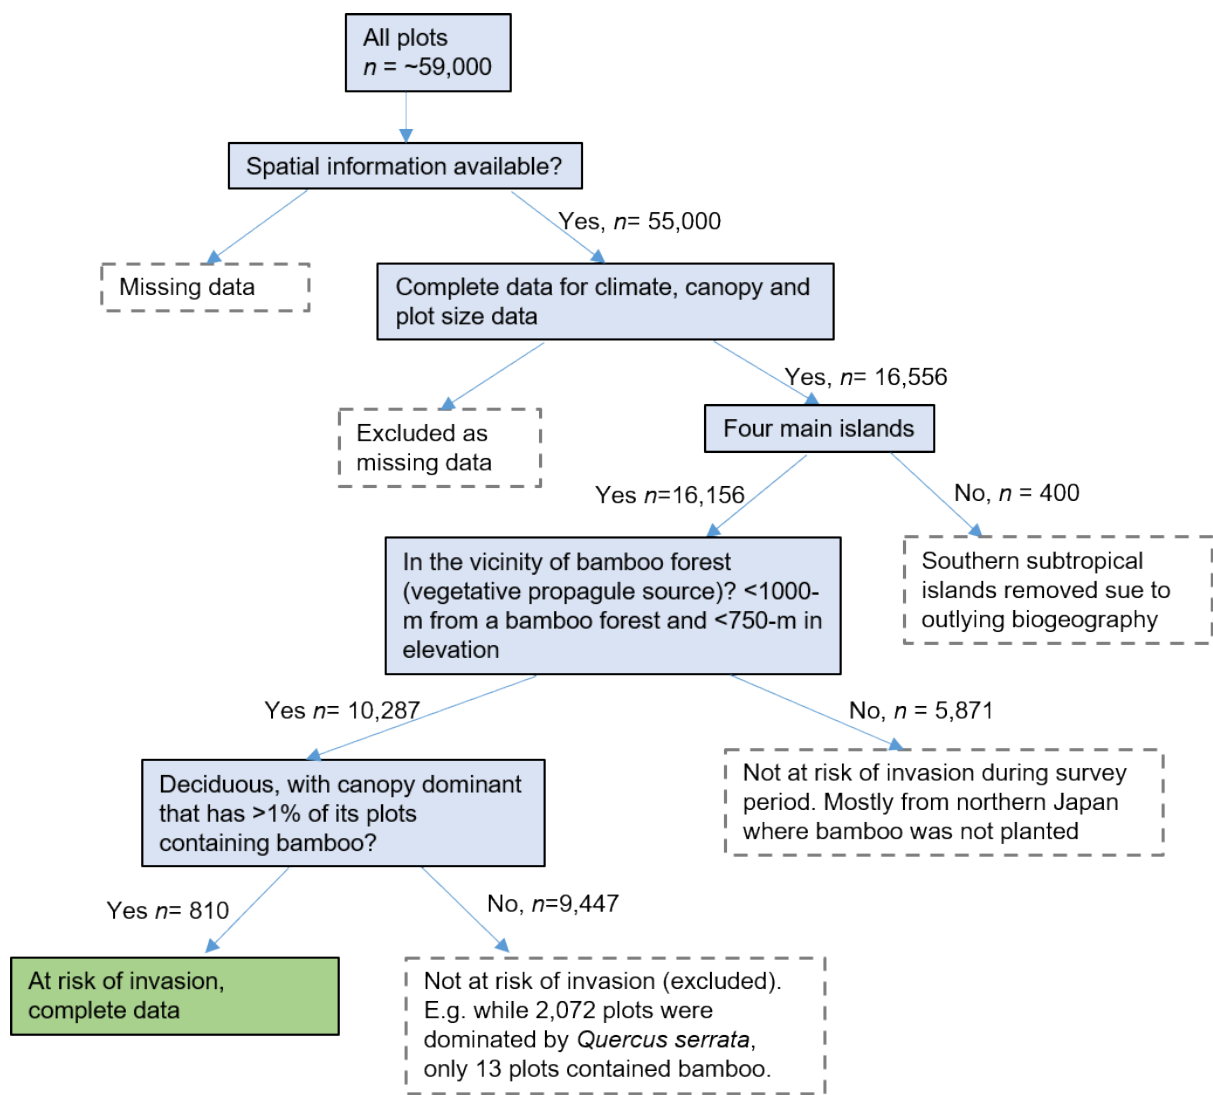 All plots
n = ~59,000
Spatial information available?
Yes, n= 55,000
Missing data
Complete data for climate, canopy and
plot size data
Yes, n= 16,556
Excluded as
missing data
Four main islands
Yes n=16,156
No, n = 400
In the vicinity of bamboo forest
(vegetative propagule source)? <1000-
m from a bamboo forest and <750-m in
elevation
Southern subtropical
islands removed sue to
outlying biogeography
Yes n= 10,287
No, n = 5,871
Deciduous, with canopy dominant
that has >1% of its plots
containing bamboo?
Not at risk of invasion during survey
period. Mostly from northern Japan
where bamboo was not planted
Yes n= 810
No, n=9,447
At risk of invasion,
complete data
Not at risk of invasion (excluded).
E.g. while 2,072 plots were
dominated by Quercus serrata,
only 13 plots contained bamboo.